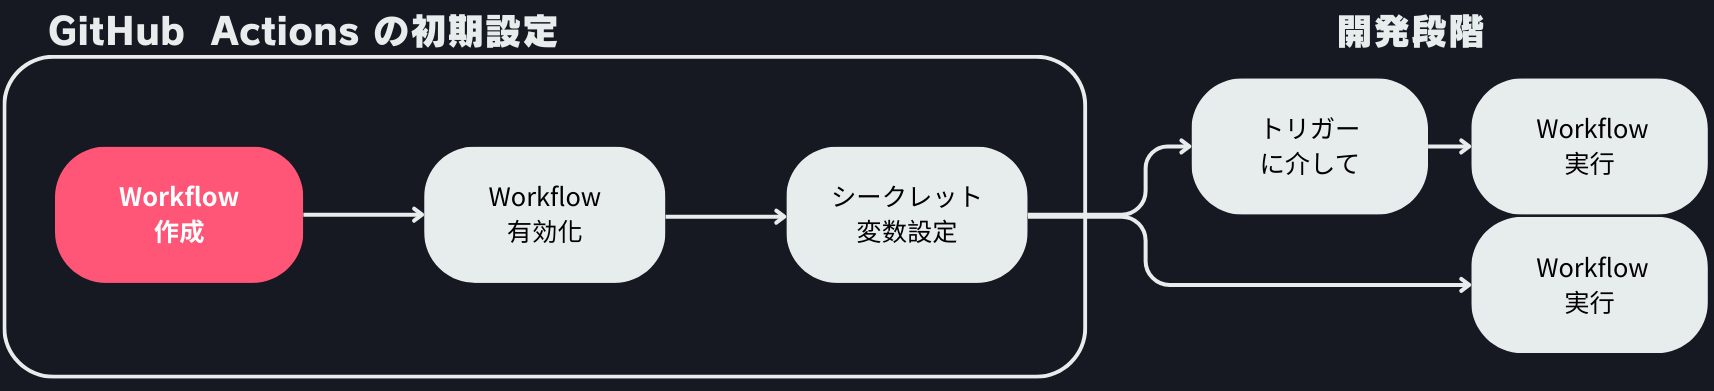 GitHub Actions の初期設定
開発段階
Workflow
作成
Workflow
有効化
シークレット
変数設定
トリガー
に介して
Workflow
実行
Workflow
実行